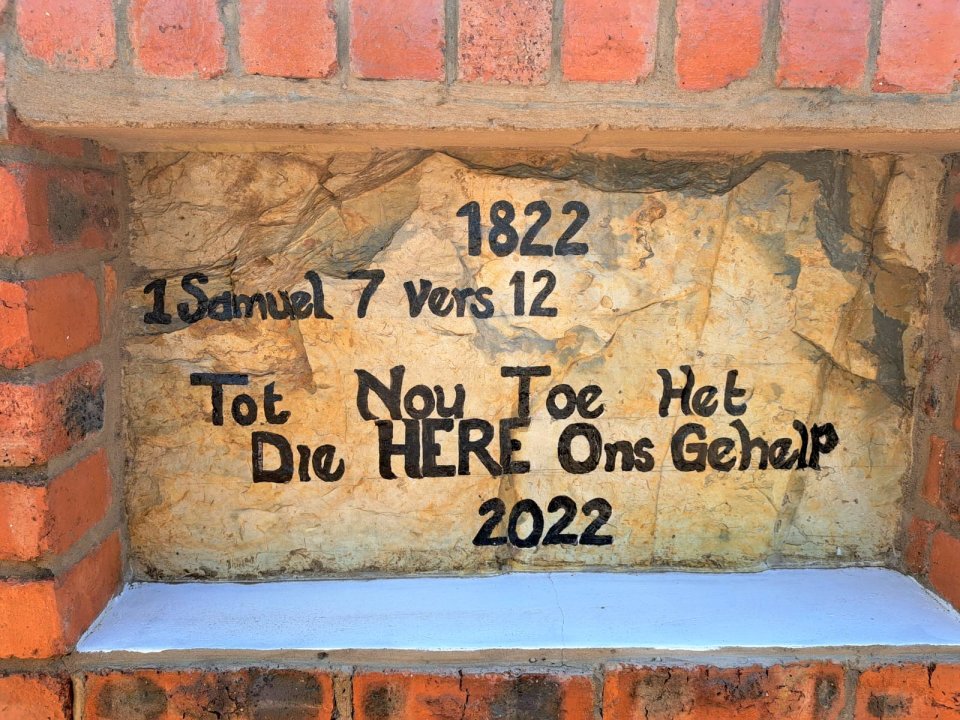 1822
1 Samuel 7 vers 12
Tot Nou Toe Het
Die HERE Ons Gehelp
2022